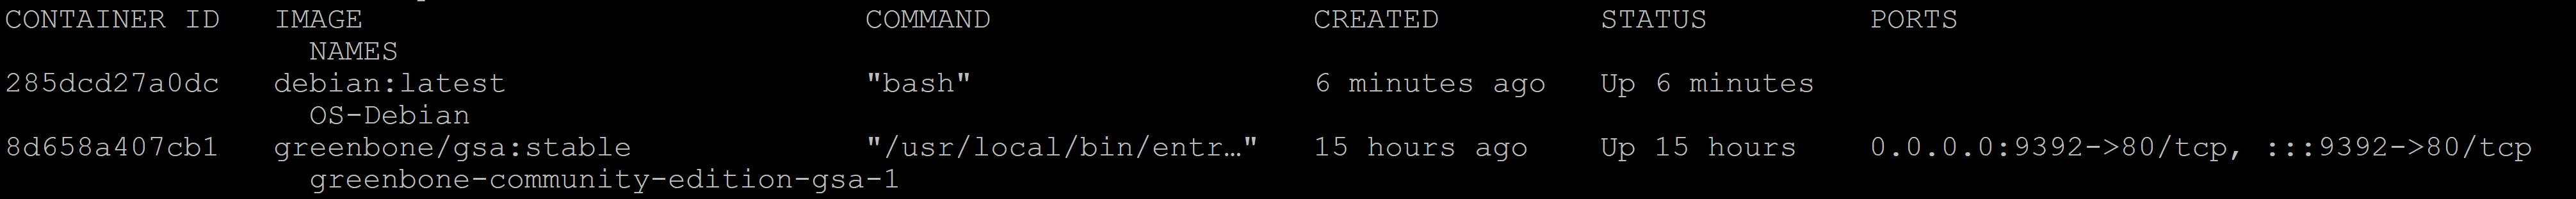 CONTAINER ID   IMAGE                            COMMAND                  CREATED         STATUS         PORTS
                 NAMES
285dcd27a0dc   debian:latest                    "bash"                   6 minutes ago   Up 6 minutes
                 OS-Debian
8d658a407cb1   greenbone/gsa:stable             "/usr/local/bin/entr…"   15 hours ago    Up 15 hours    0.0.0.0:9392->80/tcp, :::9392->80/tcp
                 greenbone-community-edition-gsa-1